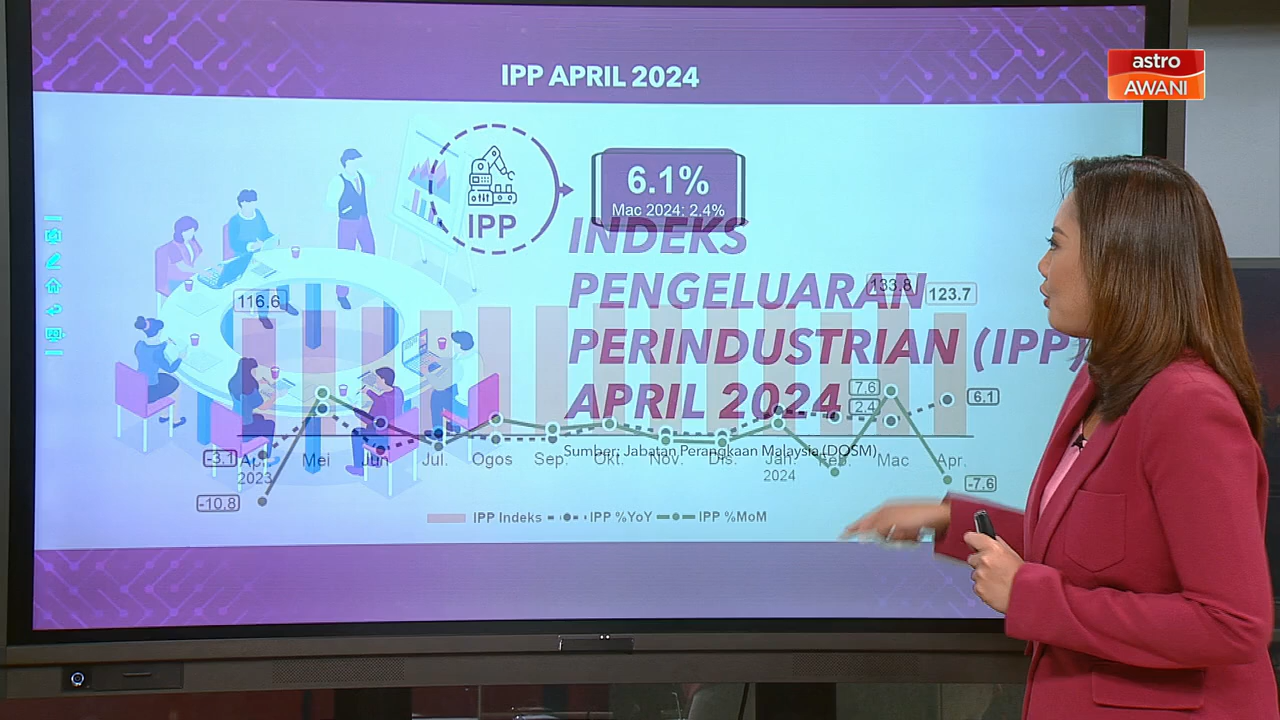 IPP APRIL 2024
astro
AWANI
IPP
6.1%
Mac 2024: 2.4%
INDEKS
PENGELUARAN
PERINDUSTRIAN (IPP)
APRIL 2024
Sumber: Jabatan Perangkaan Malaysia (DOSM)
116.6
133.8
123.7
7.6
2.4
6.1
-3.1
-10.8
-7.6
Apr. Mei Jun Jul. Ogos Sep. Okt. Nov. Dis. Jan. Feb. Mac Apr.
2023 2024
IPP Indeks IPP %YoY IPP %MoM